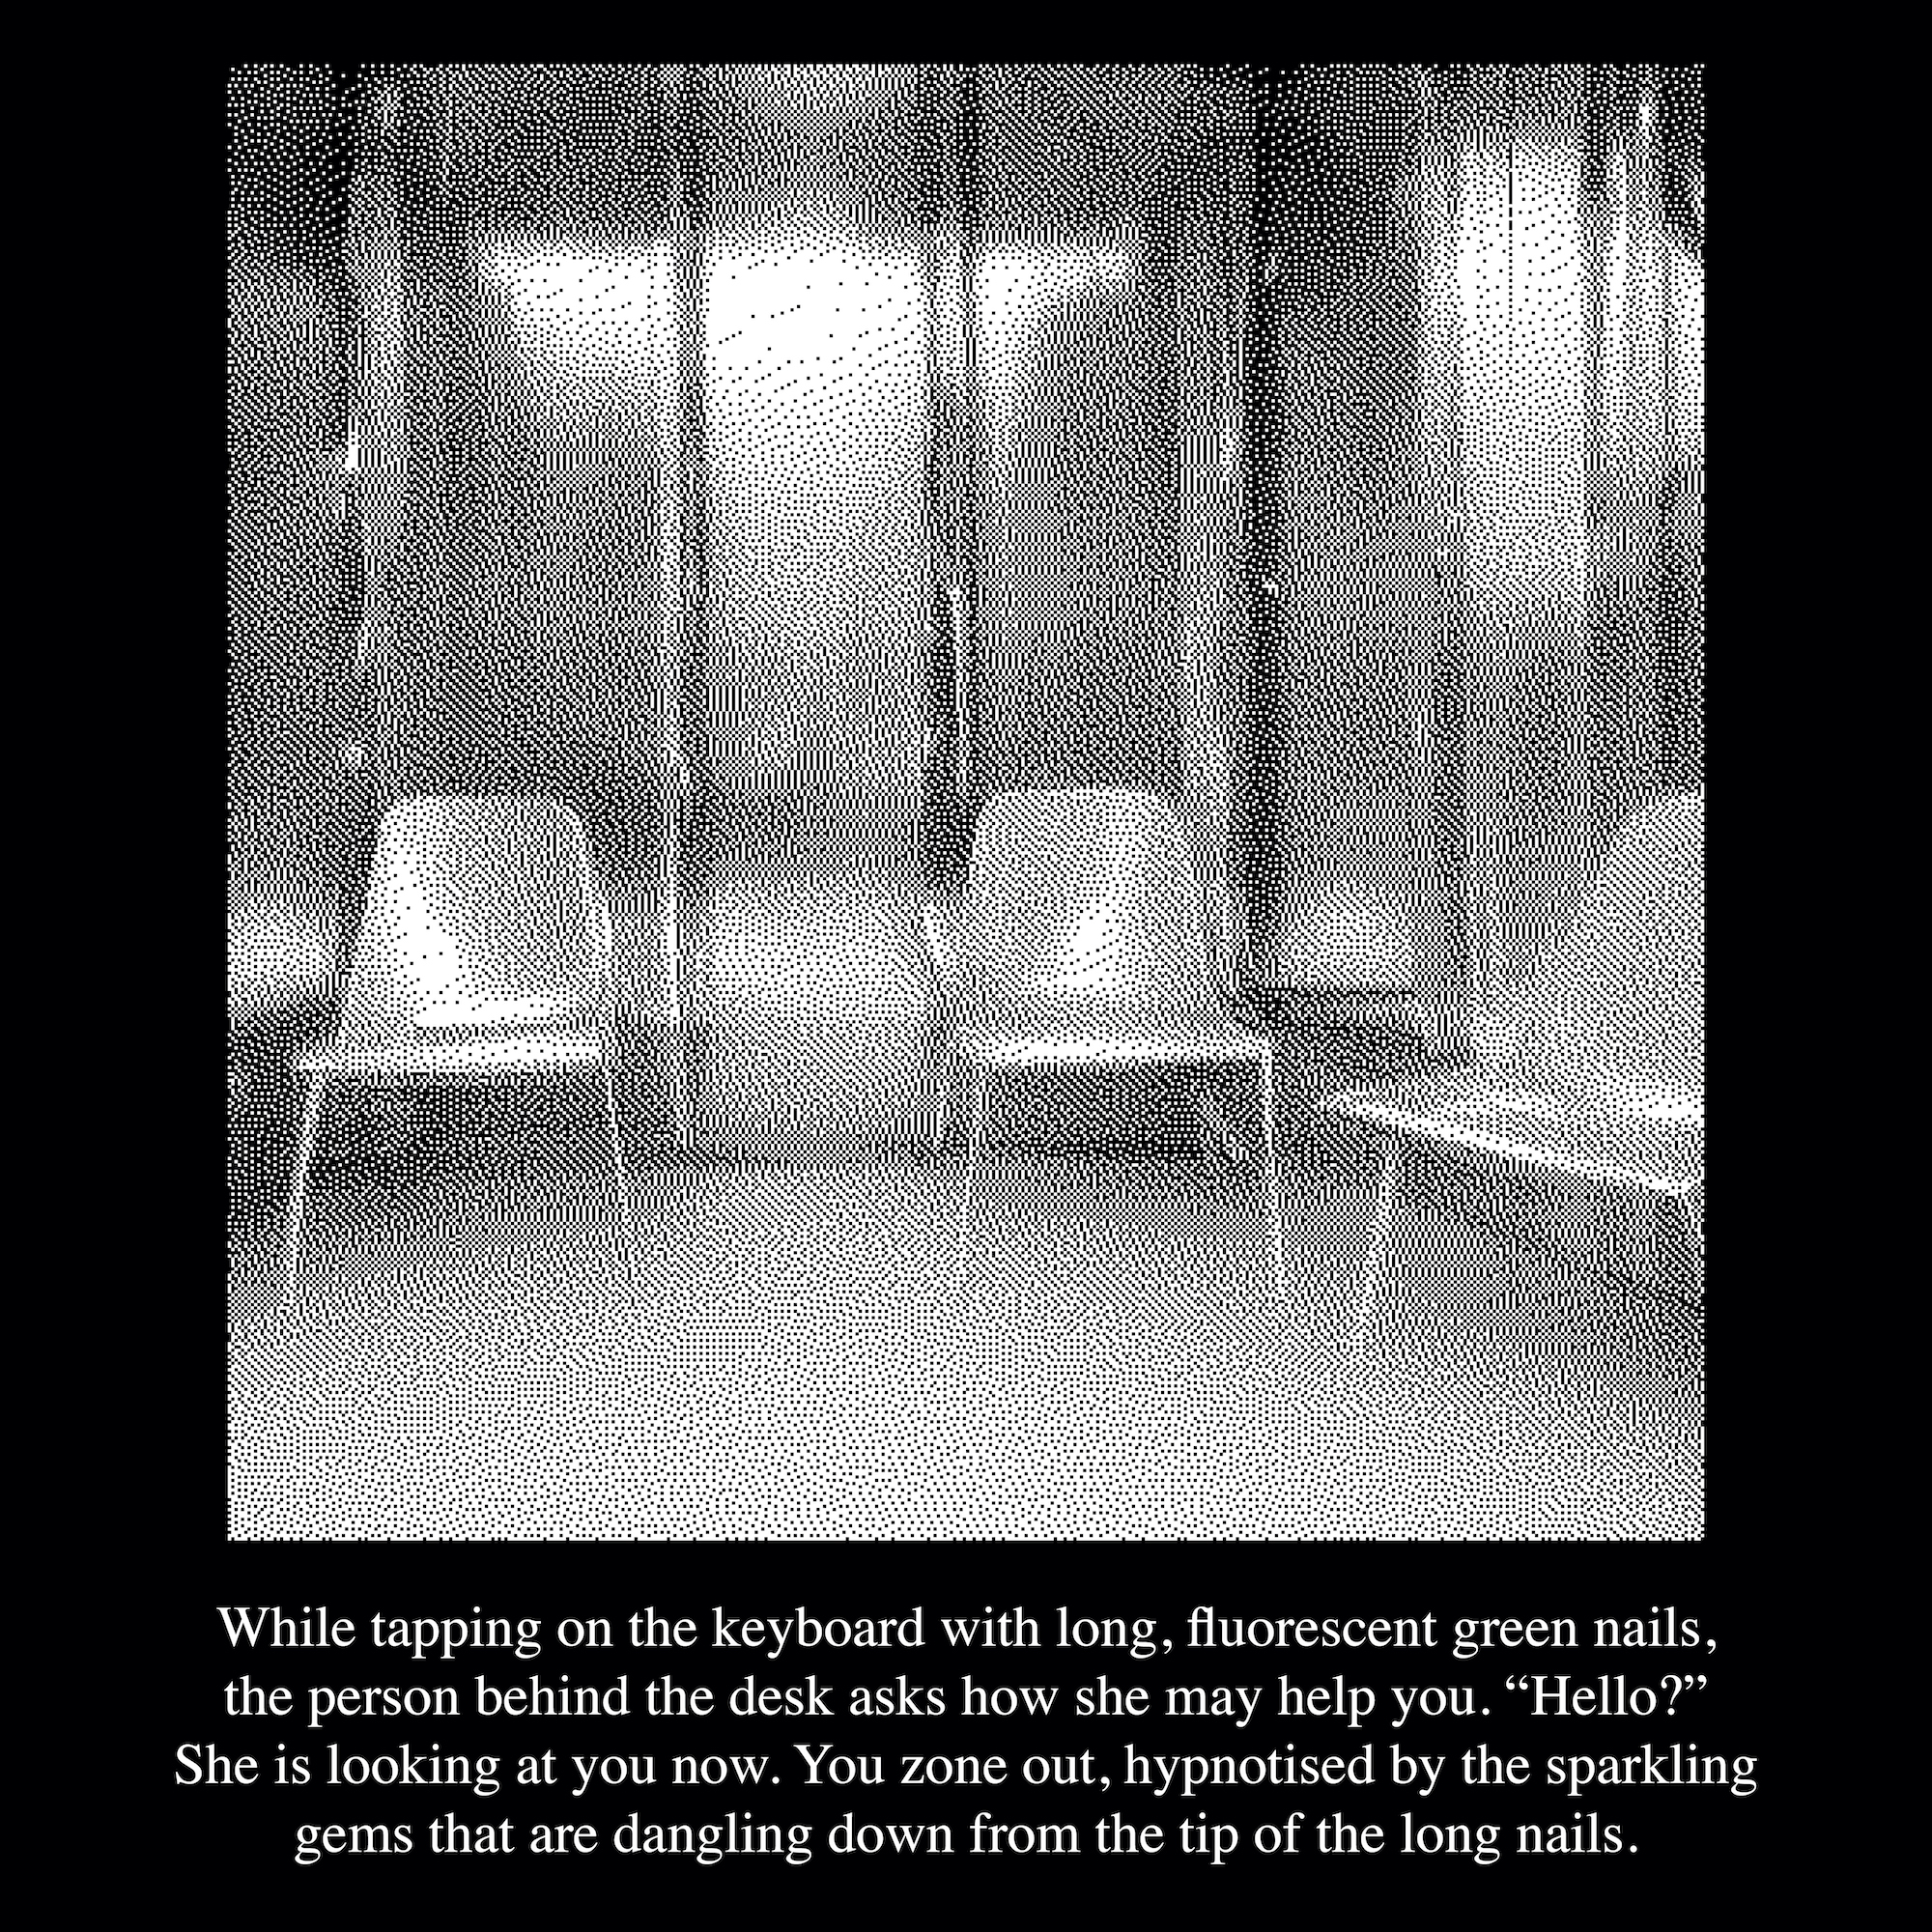 While tapping on the keyboard with long, fluorescent green nails,
the person behind the desk asks how she may help you. “Hello?”
She is looking at you now. You zone out, hypnotised by the sparkling
gems that are dangling down from the tip of the long nails.